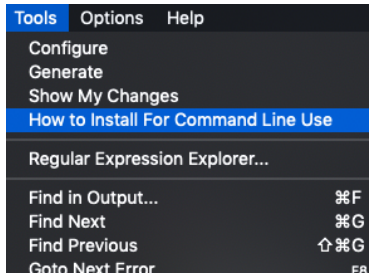 Tools Options Help
Configure
Generate
Show My Changes
How to Install For Command Line Use
Regular Expression Explorer...
Find in Output... ⌘F
Find Next ⌘G
Find Previous ⇧⌘G
Goto Next Error F8